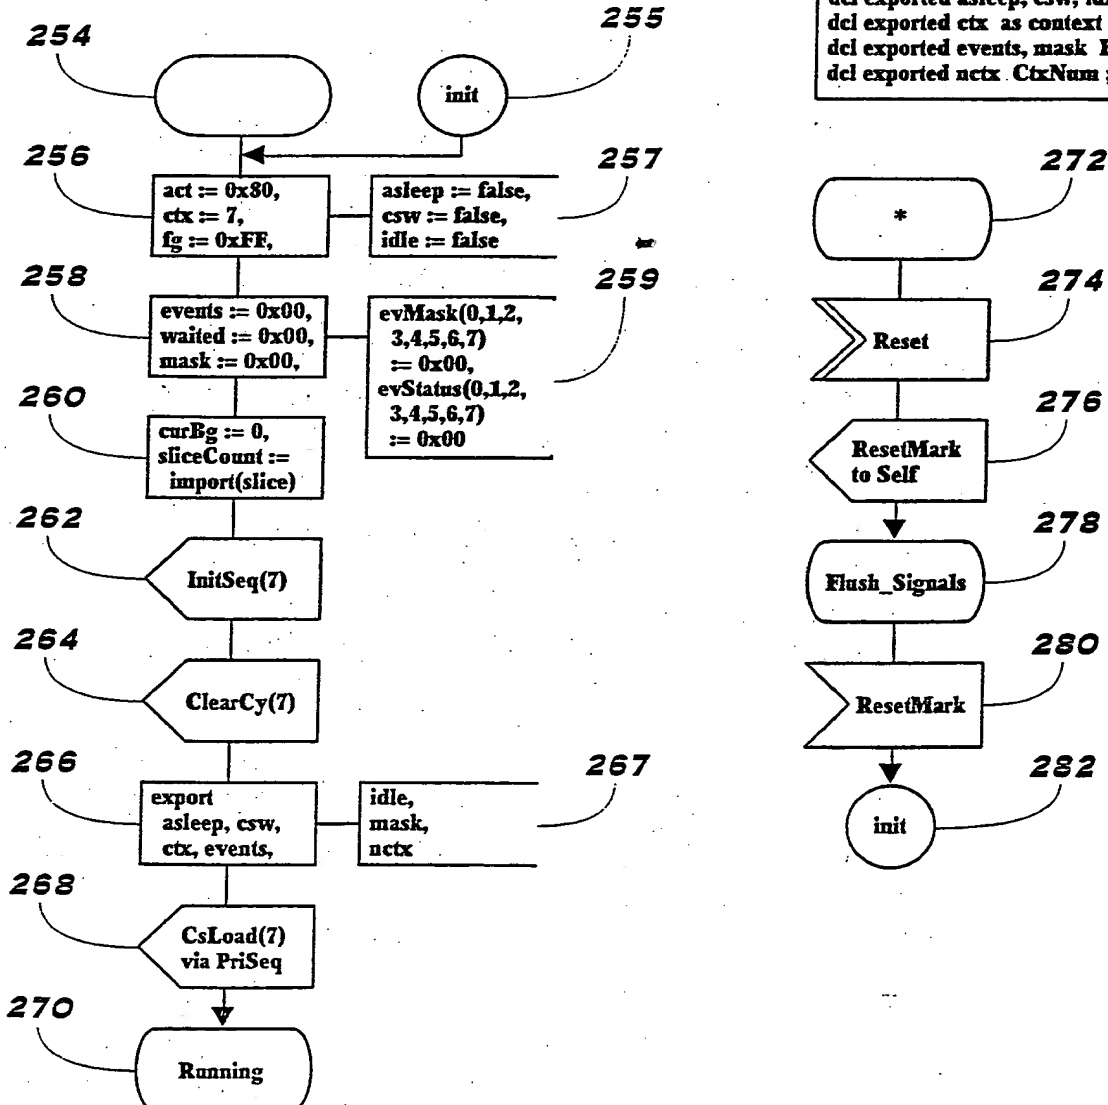 254
255
init
256
act := 0x80,
ctx := 7,
fg := 0xFF,
asleep := false,
csw := false,
idle := false
257
258
events := 0x00,
waited := 0x00,
mask := 0x00,
evMask(0,1,2,
3,4,5,6,7)
:= 0x00,
evStatus(0,1,2,
3,4,5,6,7)
:= 0x00
259
260
curBg := 0,
sliceCount :=
import(slice)
262
InitSeq(7)
264
ClearCy(7)
266
export
asleep, csw,
ctx, events,
idle,
mask,
nctx
267
268
CsLoad(7)
via PriSeq
270
Running
dcl exported ctx as context
dcl exported events, mask
dcl exported nctx CtxNum ;
272
*
274
Reset
276
ResetMark
to Self
278
Flush_Signals
280
ResetMark
282
init